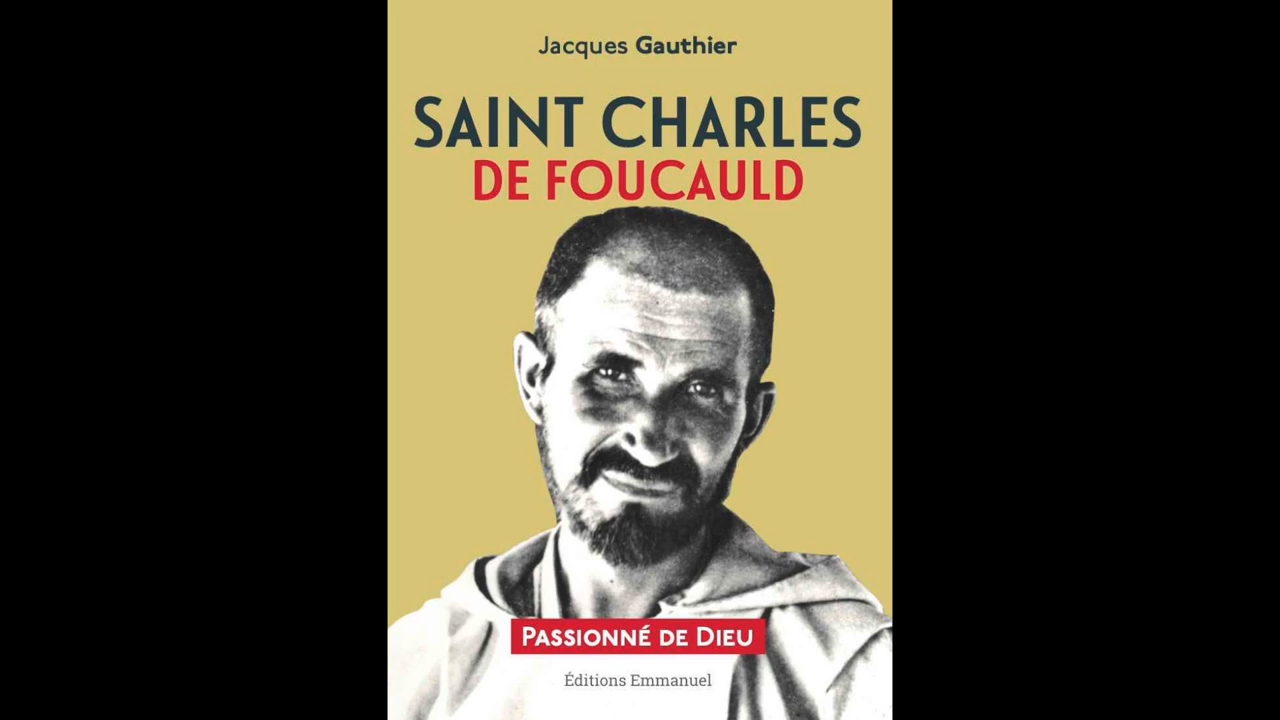 Jacques Gauthier
SAINT CHARLES
DE FOUCAULD
PASSIONNÉ DE DIEU
Éditions Emmanuel